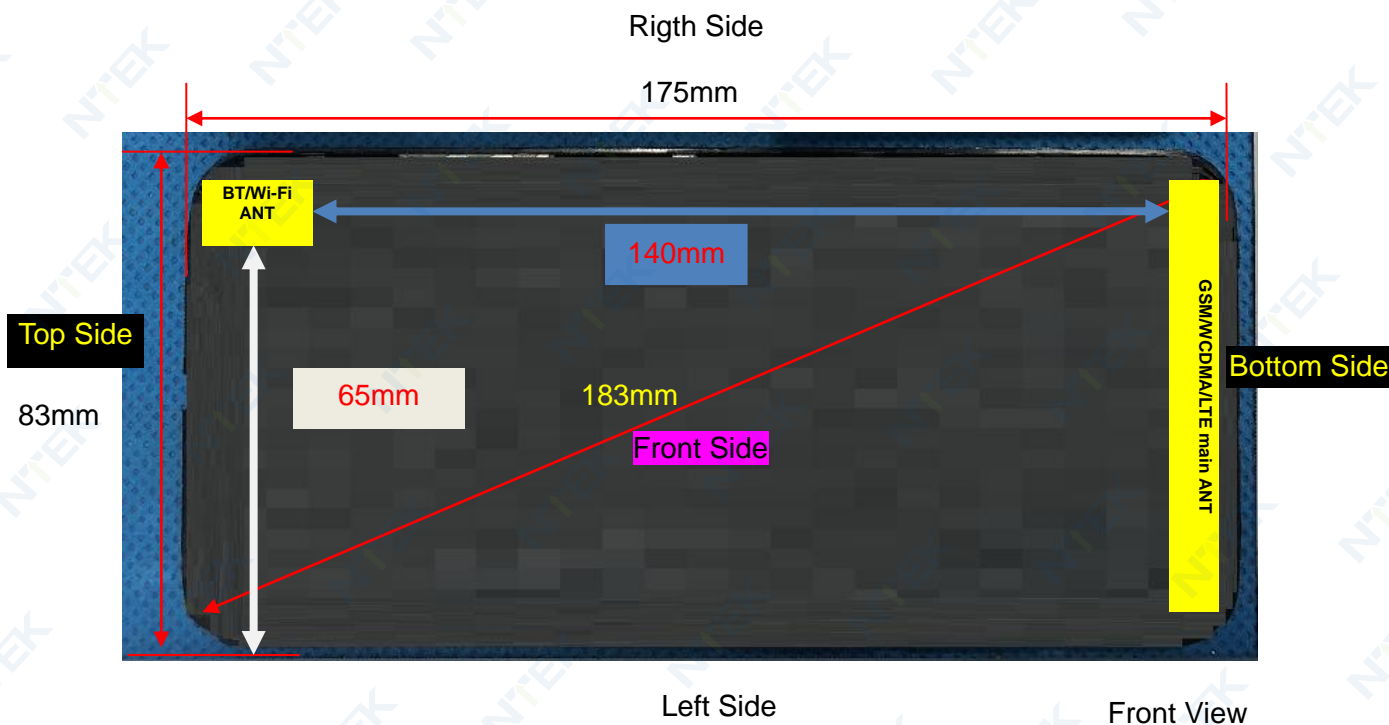 Rigth Side
175mm
BT/Wi-Fi
ANT
140mm
GSM/WCDMA/LTE main ANT
Top Side
Bottom Side
65mm
183mm
83mm
Front Side
Left Side
Front View
NTEK